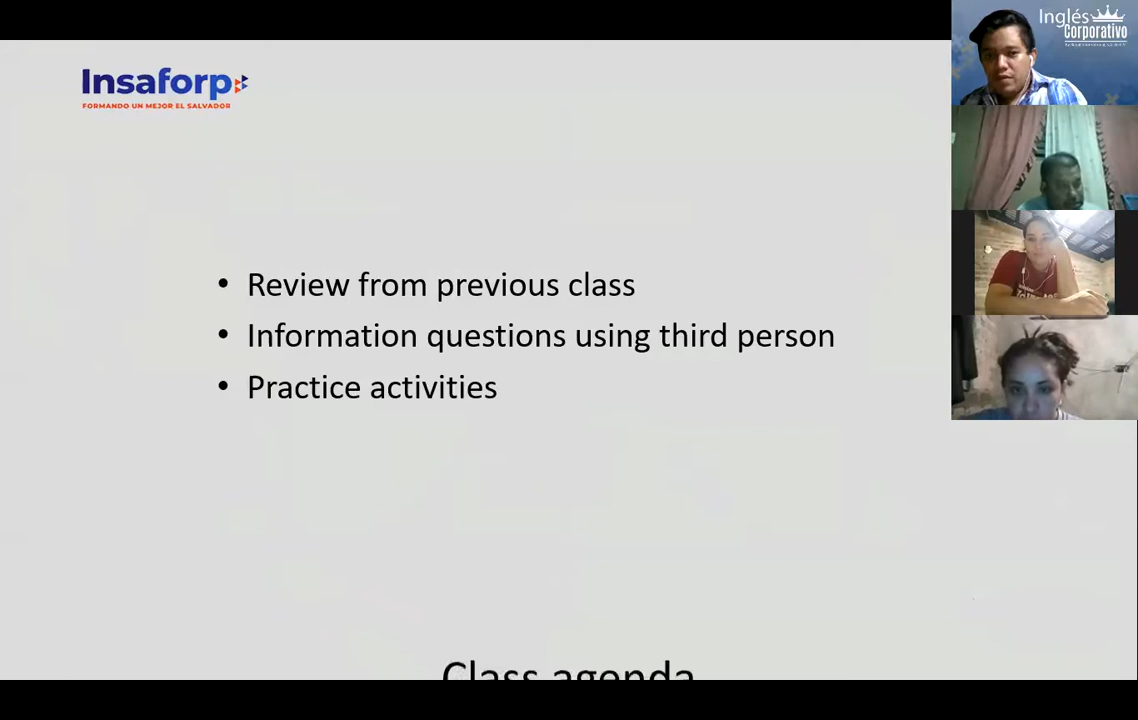 Inglés
Corporativo
Insaforp
FORMANDO UN MEJOR EL SALVADOR
• Review from previous class
• Information questions using third person
• Practice activities
Class agenda